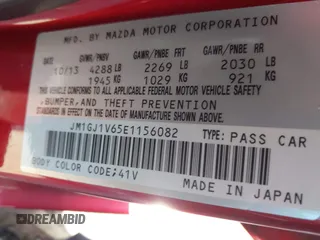 MFD. BY MAZDA MOTOR CORPORATION
GVWR/PNBV GAWR/PNBE FRT GAWR/PNBE RR
10/13 4288 LB 2269 LB 2030 LB
1945 KG 1029 KG 921 KG
THIS VEHICLE CONFORMS TO ALL APPLICABLE
FEDERAL MOTOR VEHICLE SAFETY
,BUMPER, AND THEFT PREVENTION
STANDARDS IN EFFECT ON THE DATE OF
MANUFACTURE SHOWN ABOVE.
JM1GJ1V65E1156082 TYPE: PASS CAR
BODY COLOR CODE;41V
MADE IN JAPAN
DREAMBID